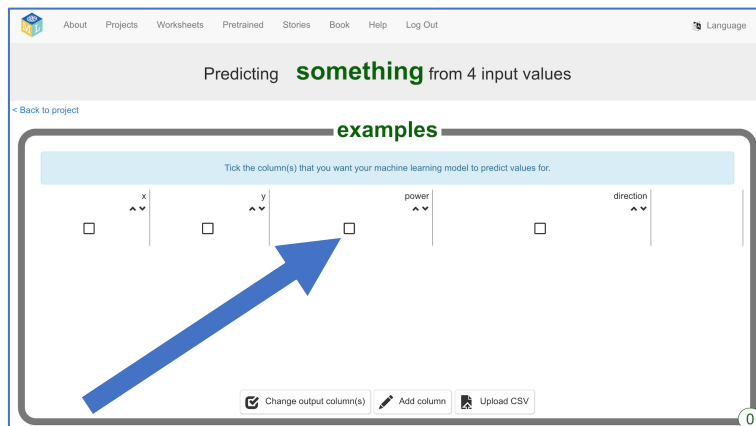 About Projects Worksheets Pretrained Stories Book Help Log Out Language
Predicting something from 4 input values
< Back to project
examples
Tick the column(s) that you want your machine learning model to predict values for.
x y power direction
Change output column(s) Add column Upload CSV
0